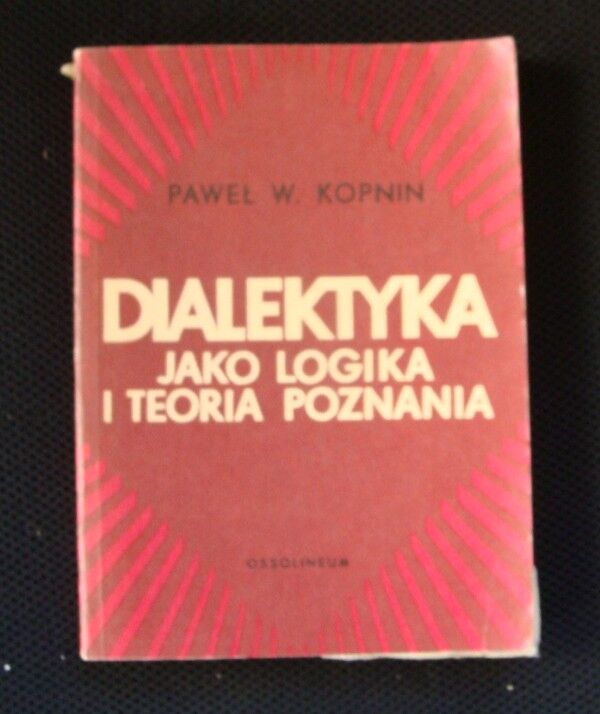 PAWEŁ W. KOPNIN
DIALEKTYKA
JAKO LOGIKA
I TEORIA POZNANIA
OSSOLINEUM